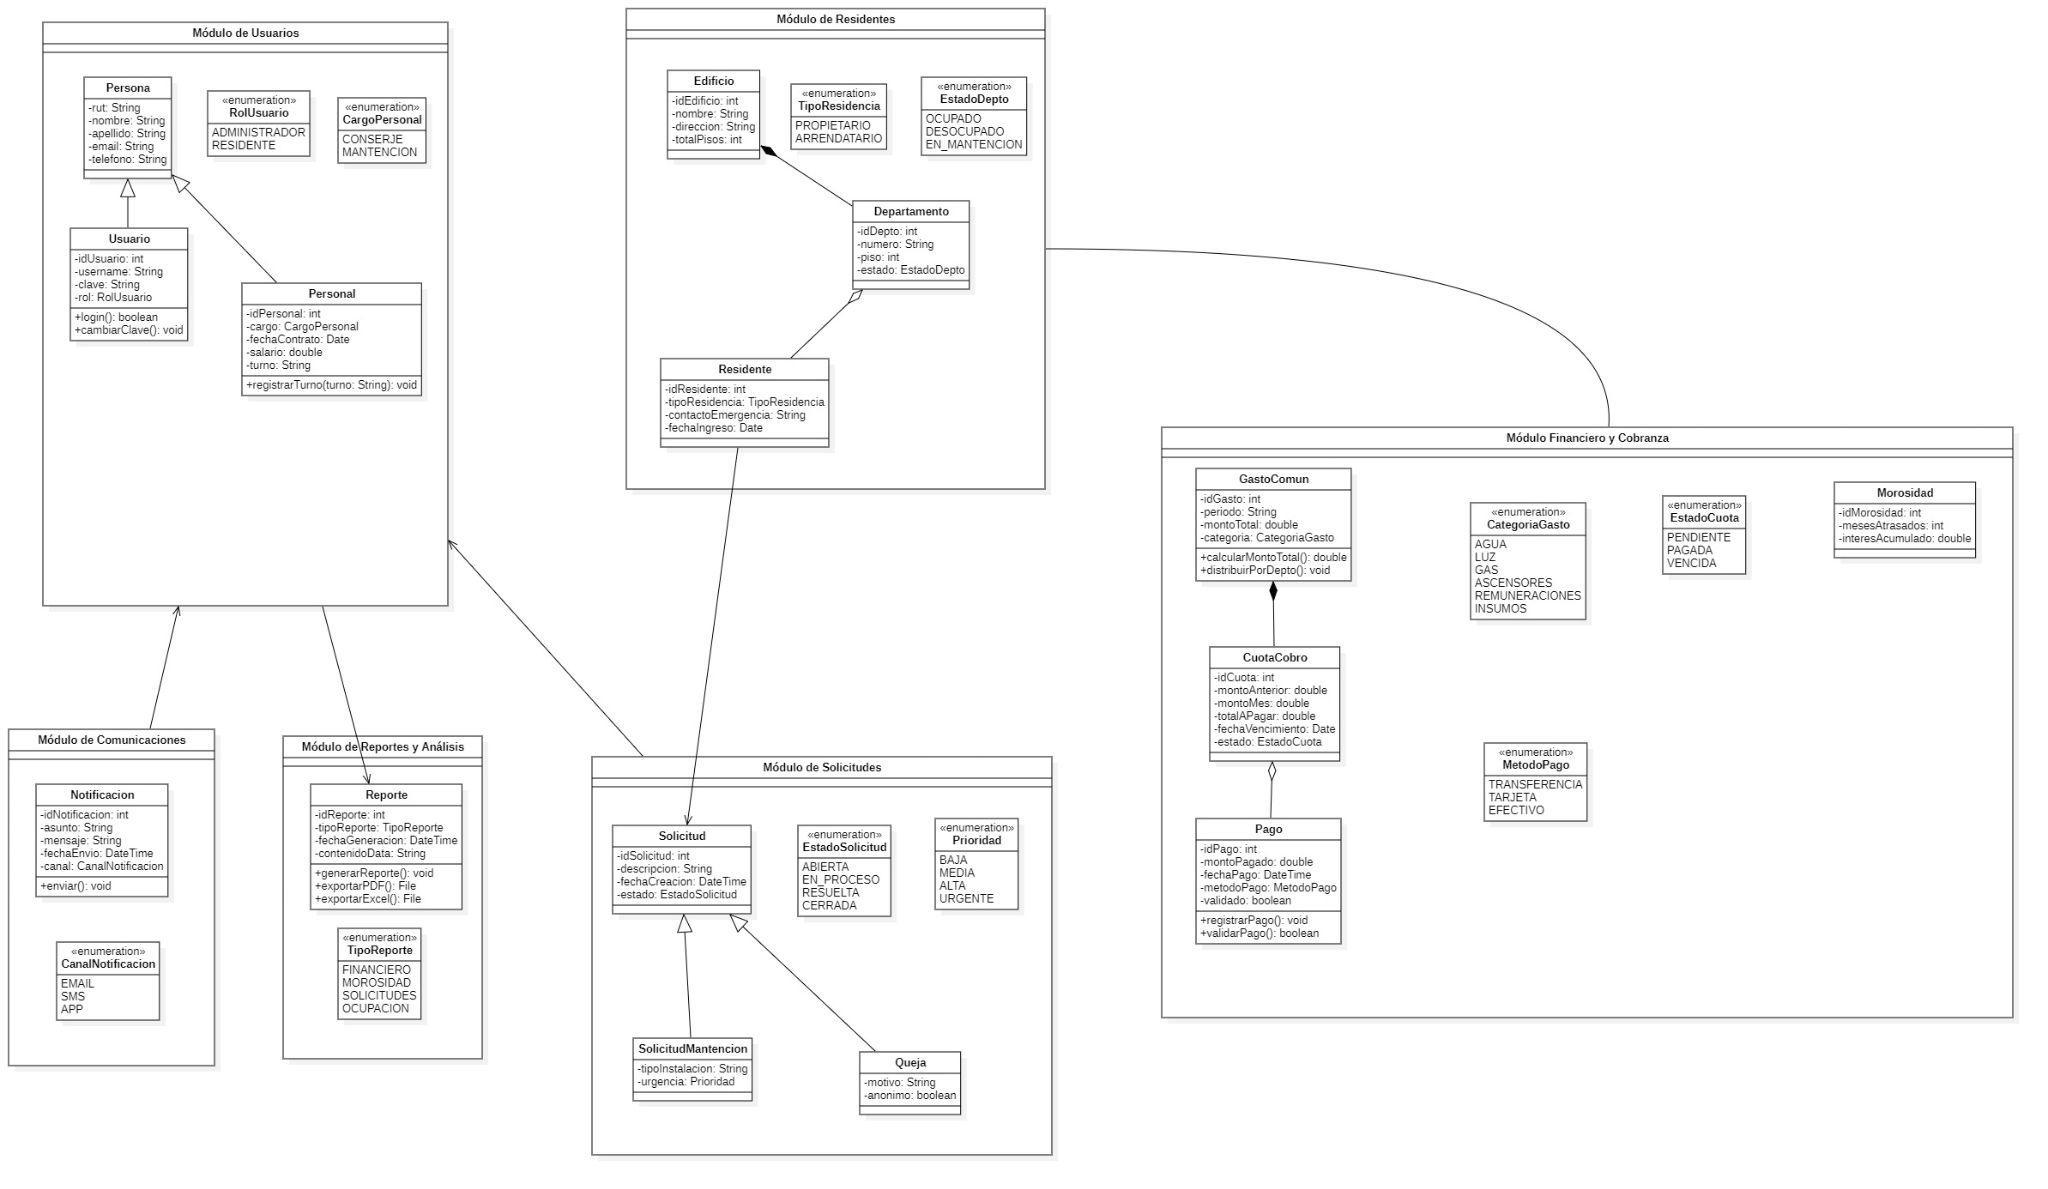 Módulo de Usuarios
Persona
-rut: String
-nombre: String
-apellido: String
-email: String
-telefono: String
«enumeration»
RolUsuario
ADMINISTRADOR
RESIDENTE
«enumeration»
CargoPersonal
CONSERJE
MANTENCION
Usuario
-idUsuario: int
-username: String
-clave: String
-rol: RolUsuario
+login(): boolean
+cambiarClave(): void
Personal
-idPersonal: int
-cargo: CargoPersonal
-fechaContrato: Date
-salario: double
-turno: String
+registrarTurno(turno: String): void
Módulo de Residentes
Edificio
-idEdificio: int
-nombre: String
-direccion: String
-totalPisos: int
«enumeration»
TipoResidencia
PROPIETARIO
ARRENDATARIO
«enumeration»
EstadoDepto
OCUPADO
DESOCUPADO
EN_MANTENCION
Departamento
-idDepto: int
-numero: String
-piso: int
-estado: EstadoDepto
Residente
-idResidente: int
-tipoResidencia: TipoResidencia
-contactoEmergencia: String
-fechaIngreso: Date
Módulo Financiero y Cobranza
GastoComun
-idGasto: int
-periodo: String
-montoTotal: double
-categoria: CategoriaGasto
+calcularMontoTotal(): double
+distribuirPorDepto(): void
«enumeration»
CategoriaGasto
AGUA
LUZ
GAS
ASCENSORES
REMUNERACIONES
INSUMOS
«enumeration»
EstadoCuota
PENDIENTE
PAGADA
VENCIDA
Morosidad
-idMorosidad: int
-mesesAtrasados: int
-interesAcumulado: double
CuotaCobro
-idCuota: int
-montoAnterior: double
-montoMes: double
-totalAPagar: double
-fechaVencimiento: Date
-estado: EstadoCuota
«enumeration»
MetodoPago
TRANSFERENCIA
TARJETA
EFECTIVO
Pago
-idPago: int
-montoPagado: double
-fechaPago: DateTime
-metodoPago: MetodoPago
-validado: boolean
+registrarPago(): void
+validarPago(): boolean
Módulo de Comunicaciones
Notificacion
-idNotificacion: int
-asunto: String
-mensaje: String
-fechaEnvio: DateTime
-canal: CanalNotificacion
+enviar(): void
«enumeration»
CanalNotificacion
EMAIL
SMS
APP
Módulo de Reportes y Análisis
Reporte
-idReporte: int
-tipoReporte: TipoReporte
-fechaGeneracion: DateTime
-contenidoData: String
+generarReporte(): void
+exportarPDF(): File
+exportarExcel(): File
«enumeration»
TipoReporte
FINANCIERO
MOROSIDAD
SOLICITUDES
OCUPACION
Módulo de Solicitudes
Solicitud
-idSolicitud: int
-descripcion: String
-fechaCreacion: DateTime
-estado: EstadoSolicitud
«enumeration»
EstadoSolicitud
ABIERTA
EN_PROCESO
RESUELTA
CERRADA
«enumeration»
Prioridad
BAJA
MEDIA
ALTA
URGENTE
SolicitudMantencion
-tipoInstalacion: String
-urgencia: Prioridad
Queja
-motivo: String
-anonimo: boolean